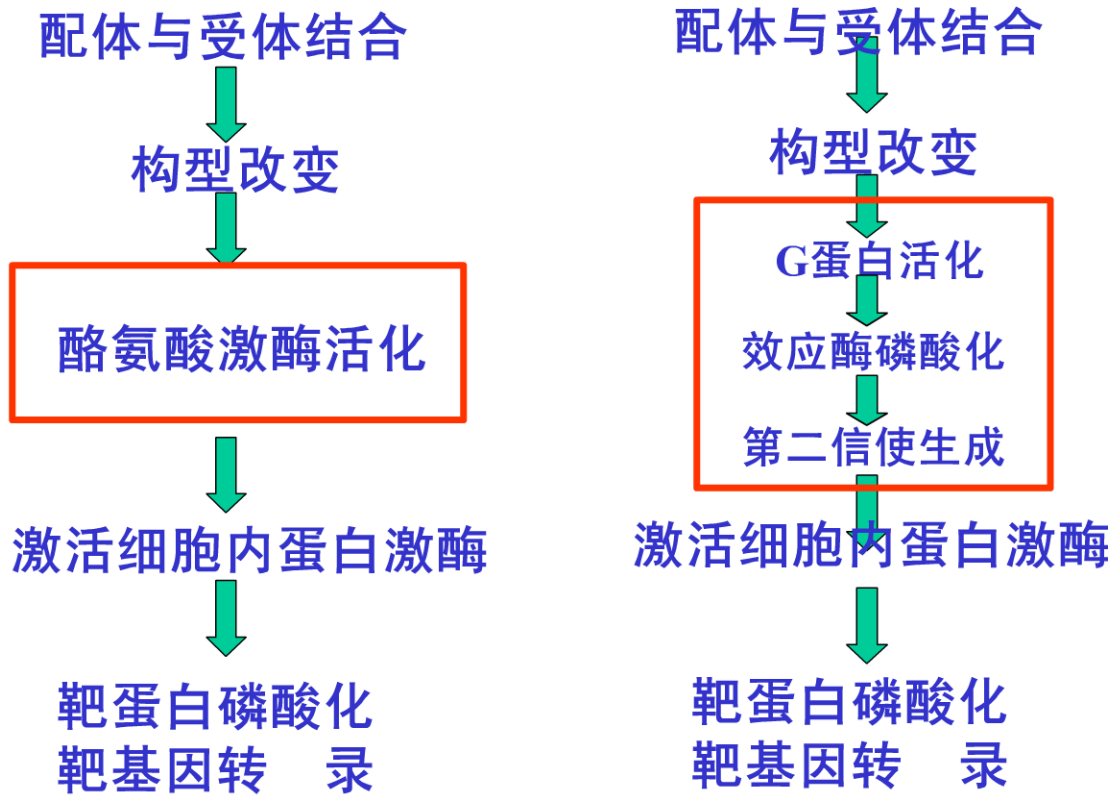 配体与受体结合
构型改变
酪氨酸激酶活化
激活细胞内蛋白激酶
靶蛋白磷酸化
靶基因转 录
配体与受体结合
构型改变
G蛋白活化
效应酶磷酸化
第二信使生成
激活细胞内蛋白激酶
靶蛋白磷酸化
靶基因转 录